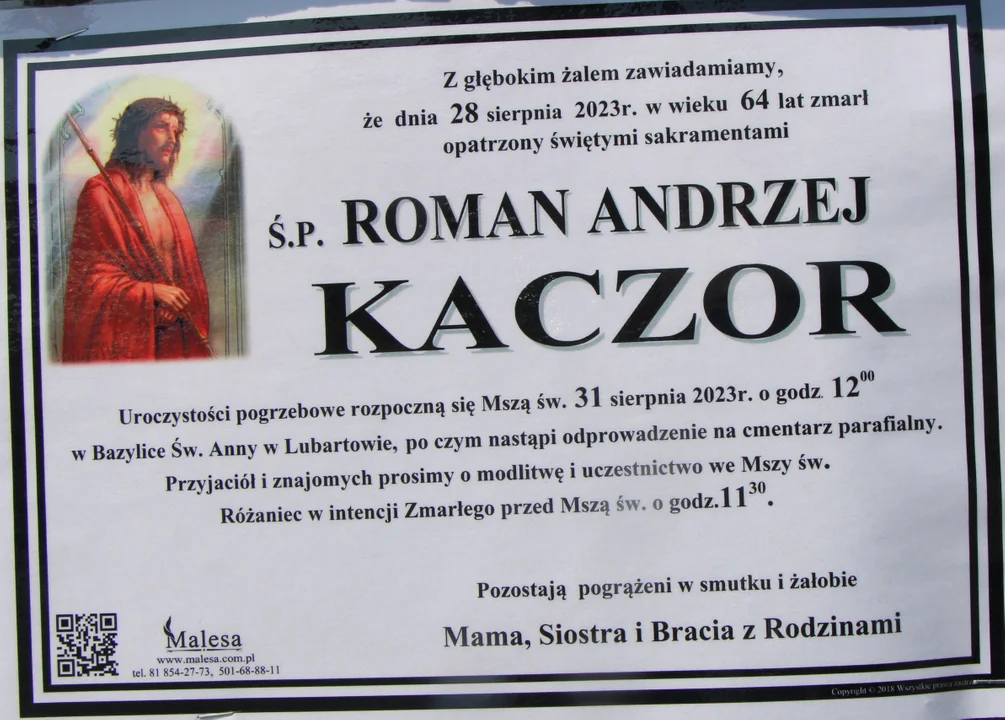 Z głębokim żalem zawiadamiamy,
że dnia 28 sierpnia 2023r. w wieku 64 lat zmarł
opatrzony świętymi sakramentami
Ś.P. ROMAN ANDRZEJ
KACZOR
Uroczystości pogrzebowe rozpoczną się Mszą św. 31 sierpnia 2023r. o godz. 12⁰⁰
w Bazylice Św. Anny w Lubartowie, po czym nastąpi odprowadzenie na cmentarz parafialny.
Przyjaciół i znajomych prosimy o modlitwę i uczestnictwo we Mszy św.
Różaniec w intencji Zmarłego przed Mszą św. o godz.11³⁰.
Pozostają pogrążeni w smutku i żałobie
Mama, Siostra i Bracia z Rodzinami
Malesa
www.malesa.com.pl
tel. 81 854-27-73, 501-68-88-11
Copyright © 2018 Wszystkie prawa